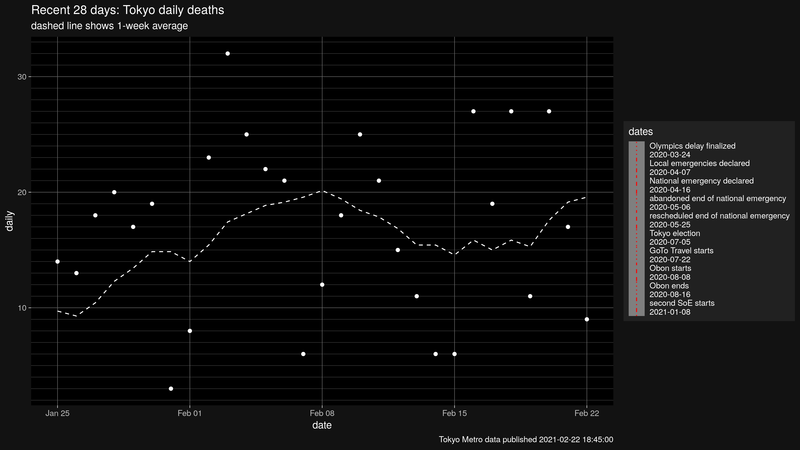 Recent 28 days: Tokyo daily deaths
dashed line shows 1-week average
30
20
10
daily
Jan 25
Feb 01
Feb 08
Feb 15
Feb 22
date
Tokyo Metro data published 2021-02-22 18:45:00
dates
Olympics delay finalized
2020-03-24
Local emergencies declared
2020-04-07
National emergency declared
2020-04-16
abandoned end of national emergency
2020-05-06
rescheduled end of national emergency
2020-05-25
Tokyo election
2020-07-05
GoTo Travel starts
2020-07-22
Obon starts
2020-08-08
Obon ends
2020-08-16
second SoE starts
2021-01-08